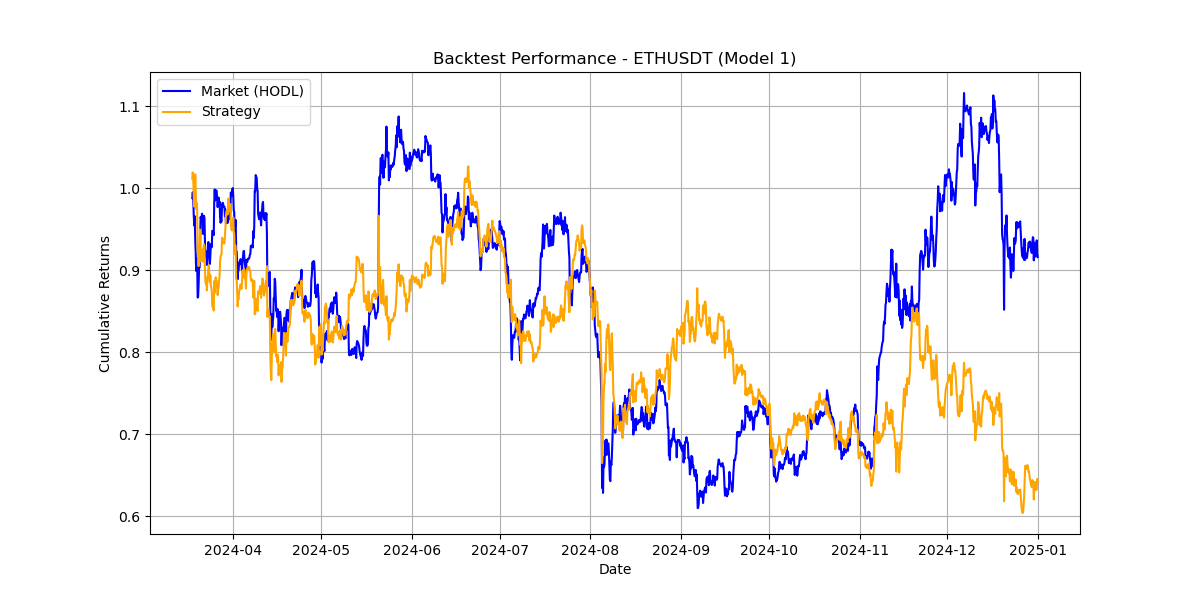 Backtest Performance - ETHUSDT (Model 1)
Market (HODL)
Strategy
Cumulative Returns
1.1
1.0
0.9
0.8
0.7
0.6
2024-04 2024-05 2024-06 2024-07 2024-08 2024-09 2024-10 2024-11 2024-12 2025-01
Date